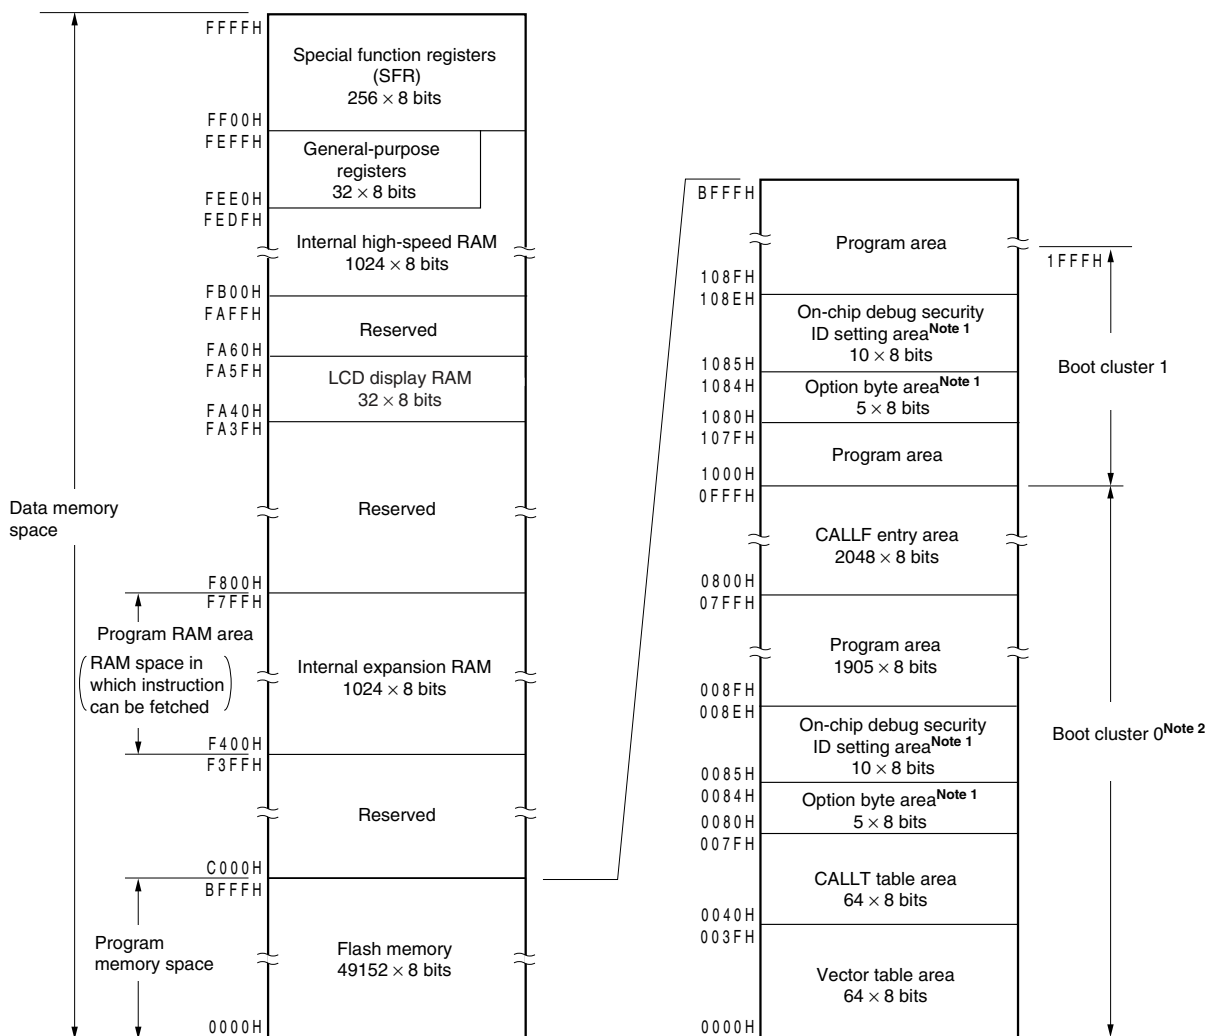 FFFFH
Special function registers
(SFR)
256 × 8 bits
FF00H
FEFFH
General-purpose
registers
32 × 8 bits
FEE0H
FEDFH
Internal high-speed RAM
1024 × 8 bits
FB00H
FAFFH
Reserved
FA60H
FA5FH
LCD display RAM
32 × 8 bits
FA40H
FA3FH
Data memory
space
Reserved
F800H
F7FFH
Program RAM area
RAM space in
which instruction
can be fetched
Internal expansion RAM
1024 × 8 bits
F400H
F3FFH
Reserved
C000H
BFFFH
Program
memory space
Flash memory
49152 × 8 bits
0000H
BFFFH
Program area
1FFFH
108FH
108EH
On-chip debug security
ID setting area Note 1
10 × 8 bits
1085H
1084H
Option byte area Note 1
5 × 8 bits
1080H
107FH
Program area
1000H
0FFFH
Boot cluster 1
CALLF entry area
2048 × 8 bits
0800H
07FFH
Program area
1905 × 8 bits
008FH
008EH
On-chip debug security
ID setting area Note 1
10 × 8 bits
0085H
0084H
Option byte area Note 1
5 × 8 bits
0080H
007FH
CALLT table area
64 × 8 bits
0040H
003FH
Vector table area
64 × 8 bits
0000H
Boot cluster 0 Note 2